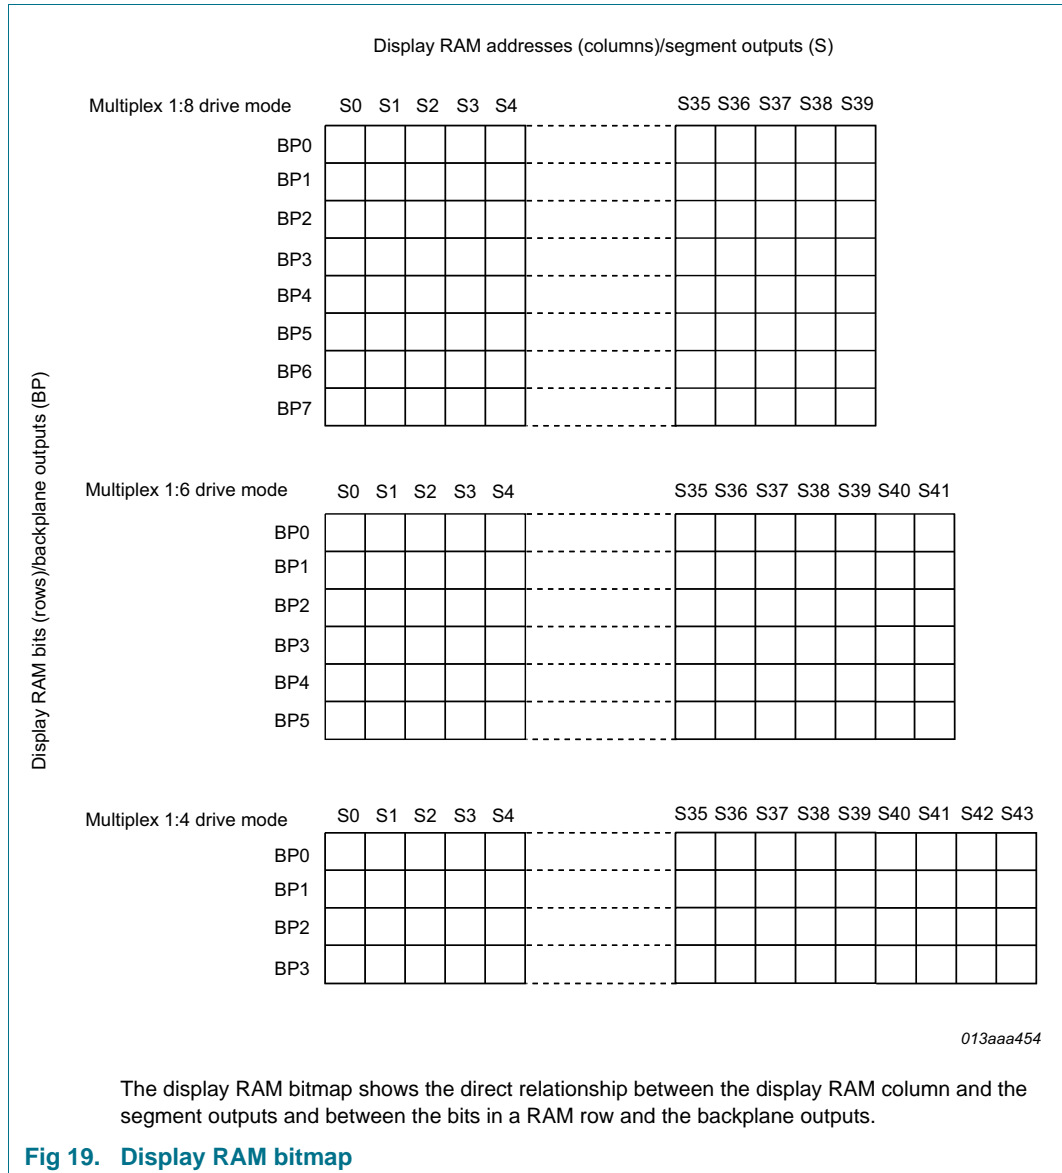 Display RAM addresses (columns)/segment outputs (S)
Display RAM bits (rows)/backplane outputs (BP)
Multiplex 1:8 drive mode S0 S1 S2 S3 S4 S35 S36 S37 S38 S39
BP0
BP1
BP2
BP3
BP4
BP5
BP6
BP7
Multiplex 1:6 drive mode S0 S1 S2 S3 S4 S35 S36 S37 S38 S39 S40 S41
BP0
BP1
BP2
BP3
BP4
BP5
Multiplex 1:4 drive mode S0 S1 S2 S3 S4 S35 S36 S37 S38 S39 S40 S41 S42 S43
BP0
BP1
BP2
BP3
013aaa454
The display RAM bitmap shows the direct relationship between the display RAM column and the
segment outputs and between the bits in a RAM row and the backplane outputs.
Fig 19. Display RAM bitmap